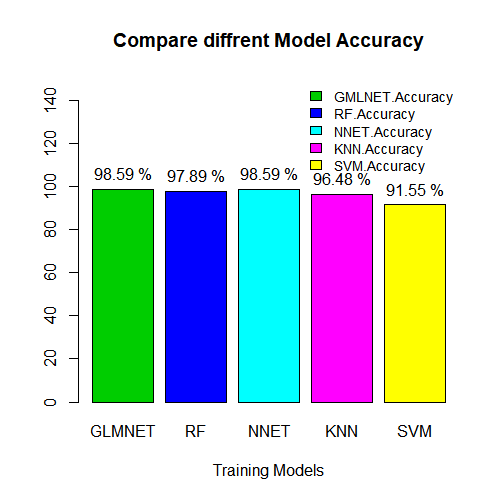 Compare diffrent Model Accuracy
GMLNET.Accuracy
RF.Accuracy
NNET.Accuracy
KNN.Accuracy
SVM.Accuracy
140
120
100
80
60
40
20
0
98.59 %
97.89 %
98.59 %
96.48 %
91.55 %
GLMNET
RF
NNET
KNN
SVM
Training Models